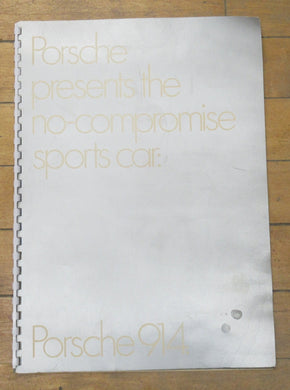 Porsche
presents the
no-compromise
sports car:
Porsche 914.